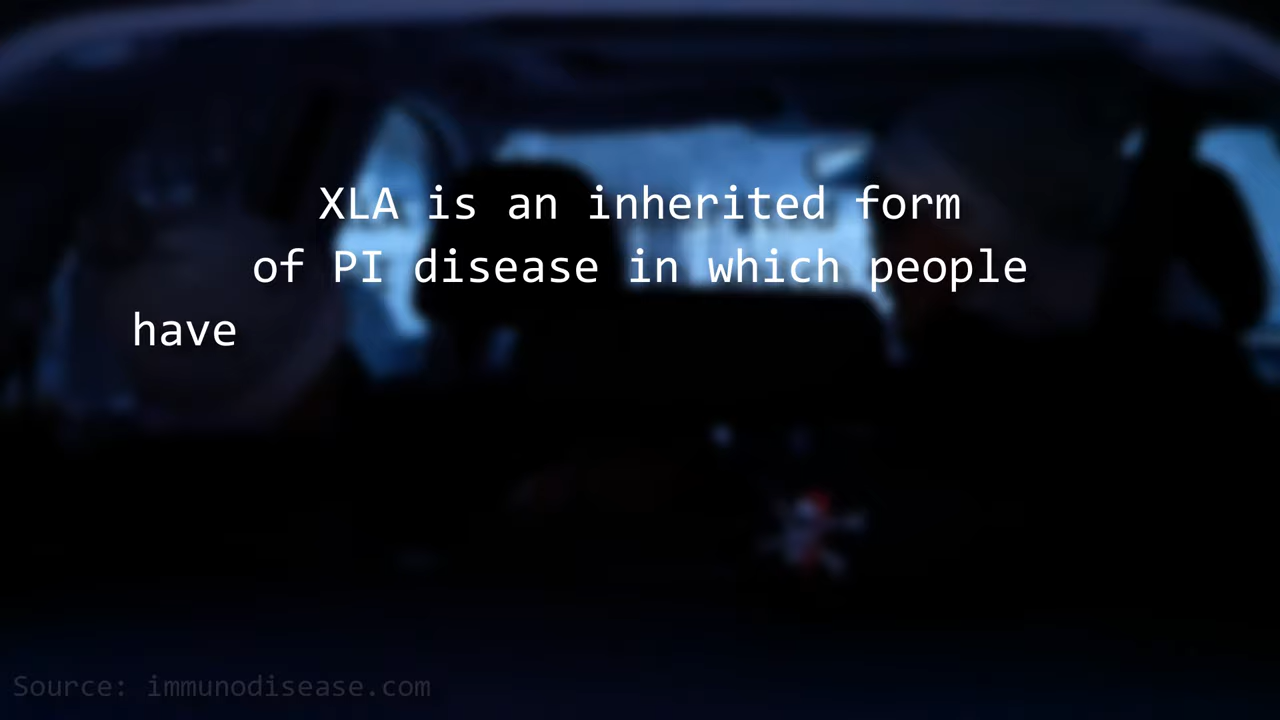 XLA is an inherited form
of PI disease in which people
have
Source: immunodisease.com